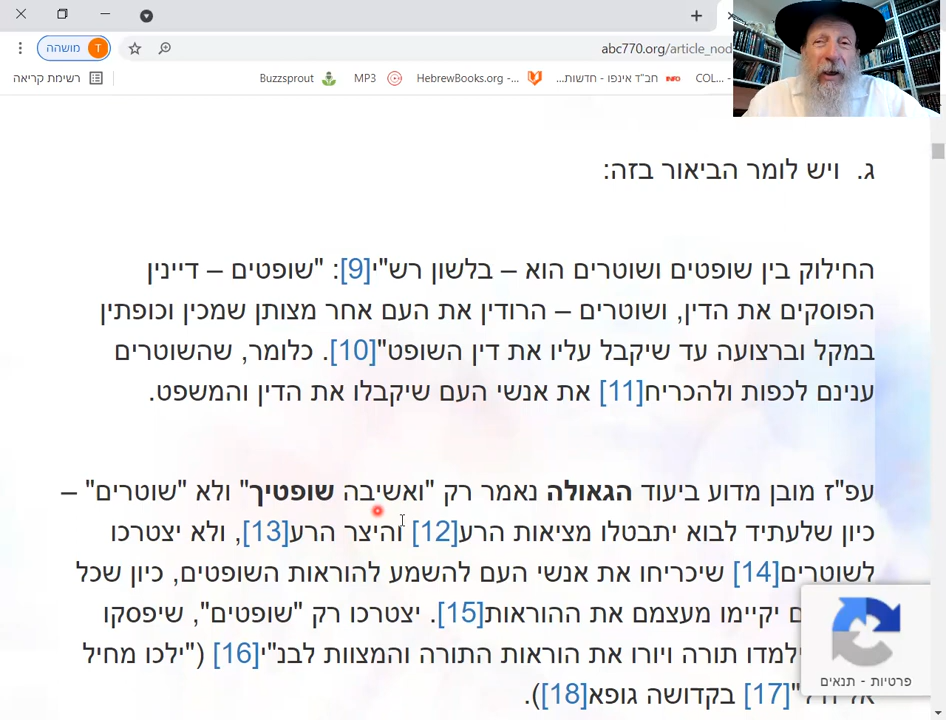 מושהה
T
abc770.org/article_nod
רשימת קריאה
Buzzsprout
MP3
HebrewBooks.org -...
חב"ד אינפו - חדשות...
INFO
COL...
ג. ויש לומר הביאור בזה:
החילוק בין שופטים ושוטרים הוא – בלשון רש"י[9]: "שופטים – דיינין
הפוסקים את הדין, ושוטרים – הרודין את העם אחר מצותן שמכין וכופתין
במקל וברצועה עד שיקבל עליו את דין השופט"[10]. כלומר, שהשוטרים
ענינם לכפות ולהכריח[11] את אנשי העם שיקבלו את הדין והמשפט.
עפ"ז מובן מדוע ביעוד הגאולה נאמר רק "ואשיבה שופטיך" ולא "שוטרים" –
כיון שלעתיד לבוא יתבטלו מציאות הרע[12] והיצר הרע[13], ולא יצטרכו
לשוטרים[14] שיכריחו את אנשי העם להשמע להוראות השופטים, כיון שכל
יקיימו מעצמם את ההוראות[15]. יצטרכו רק "שופטים", שיפסקו
ילמדו תורה ויורו את הוראות התורה והמצוות לבנ"י[16] ("ילכו מחיל
[17] בקדושה גופא[18]).
פרטיות - תנאים